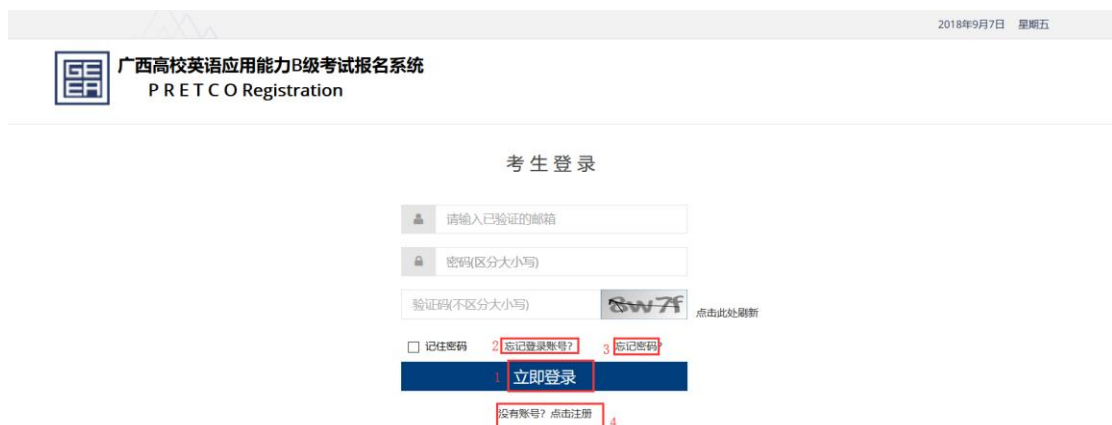 2018年9月7日 星期五
GEEA
广西高校英语应用能力B级考试报名系统
PRETCO Registration
考生登录
请输入已验证的邮箱
密码(区分大小写)
验证码(不区分大小写) 8w7f 点击此处刷新
记住密码 2 忘记登录账号? 3 忘记密码?
1 立即登录
没有账号? 点击注册 4